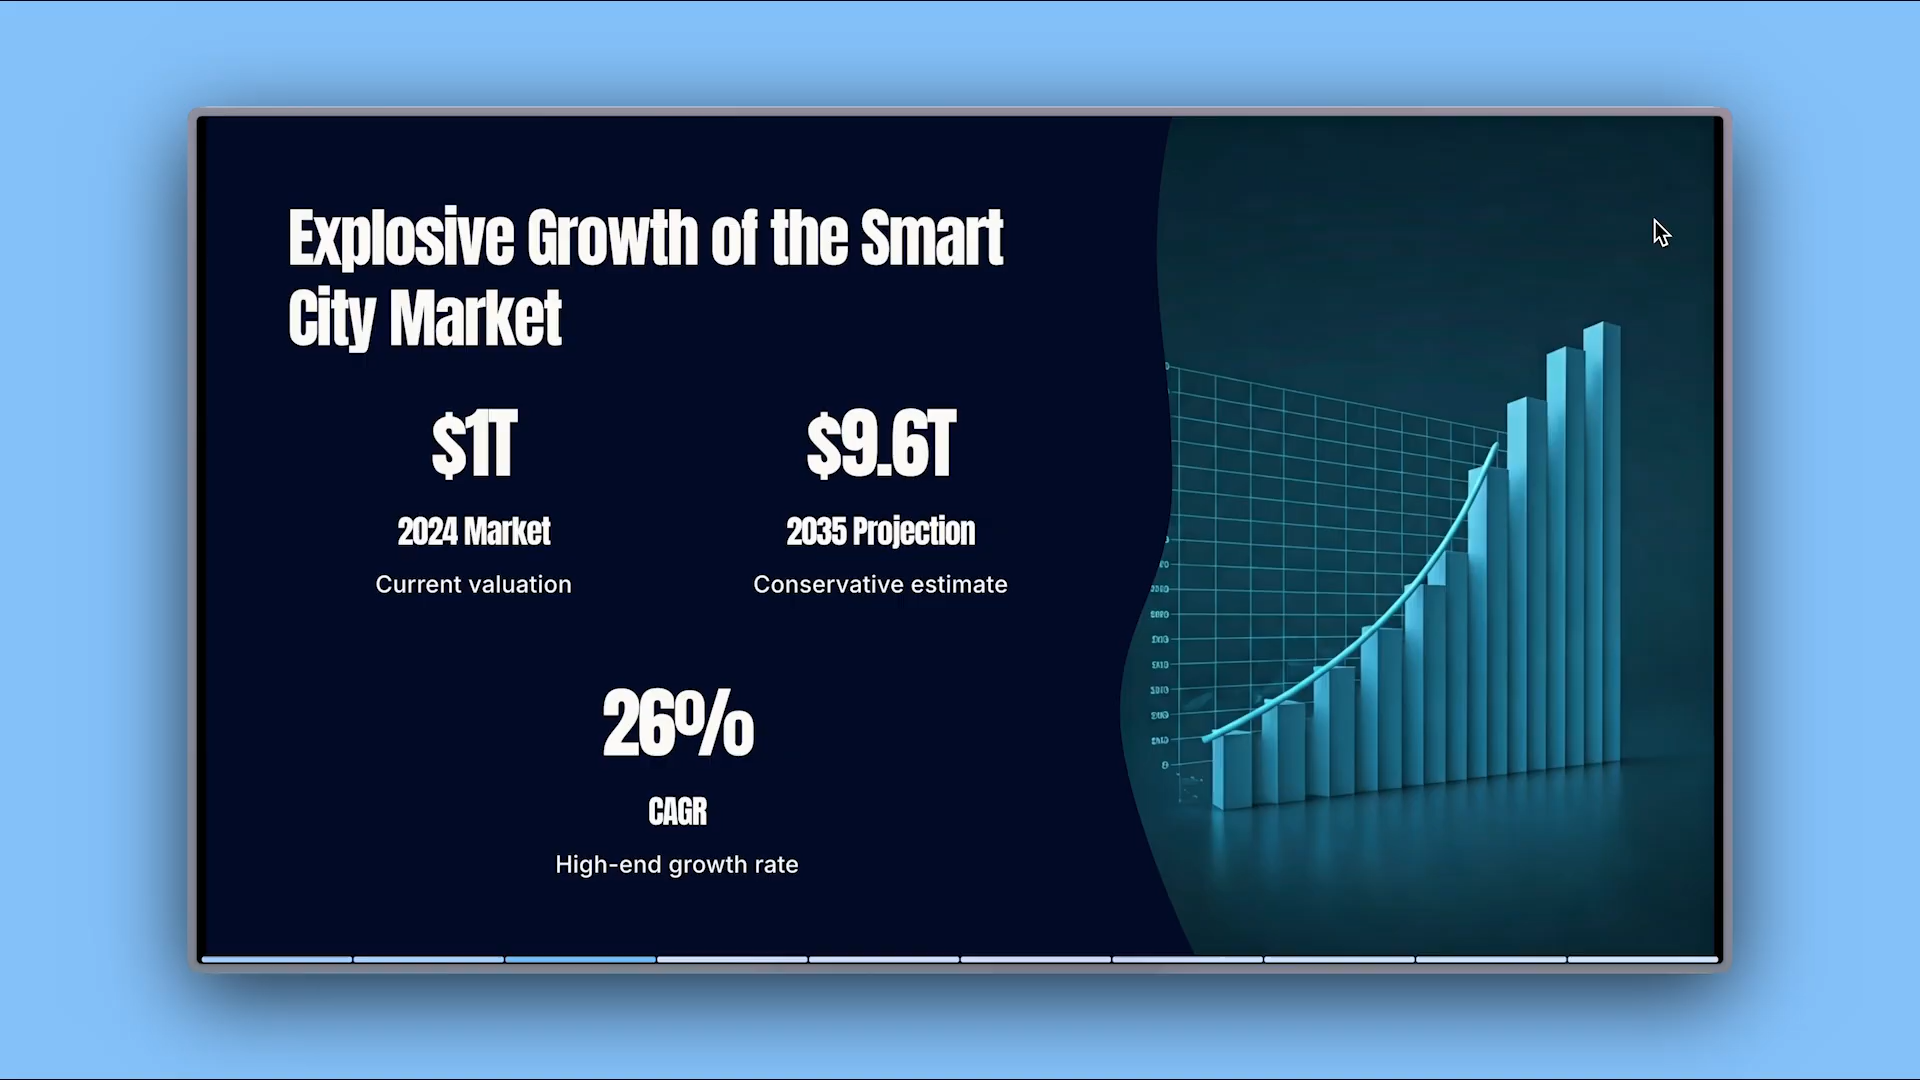 Explosive Growth of the Smart
City Market
$1T
$9.6T
2024 Market
2035 Projection
Current valuation
Conservative estimate
26%
CAGR
High-end growth rate